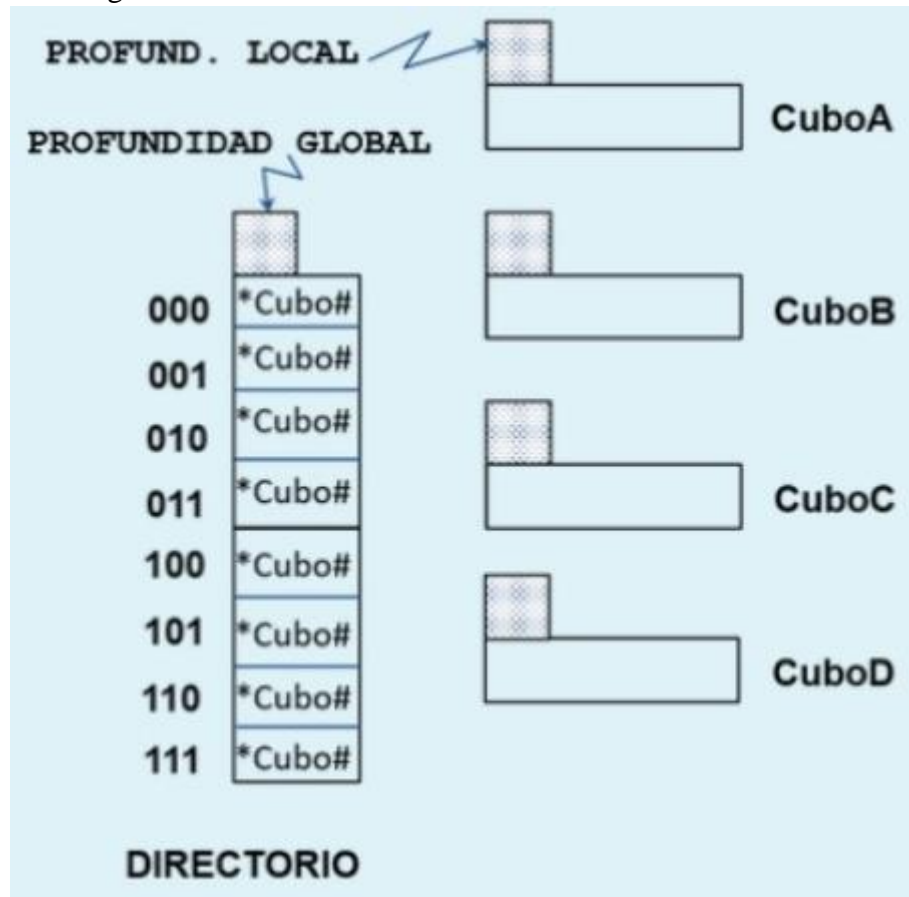 PROFUND. LOCAL
CuboA
PROFUNDIDAD GLOBAL
CuboB
000 *Cubo#
001 *Cubo#
010 *Cubo#
011 *Cubo#
CuboC
100 *Cubo#
101 *Cubo#
CuboD
110 *Cubo#
111 *Cubo#
DIRECTORIO